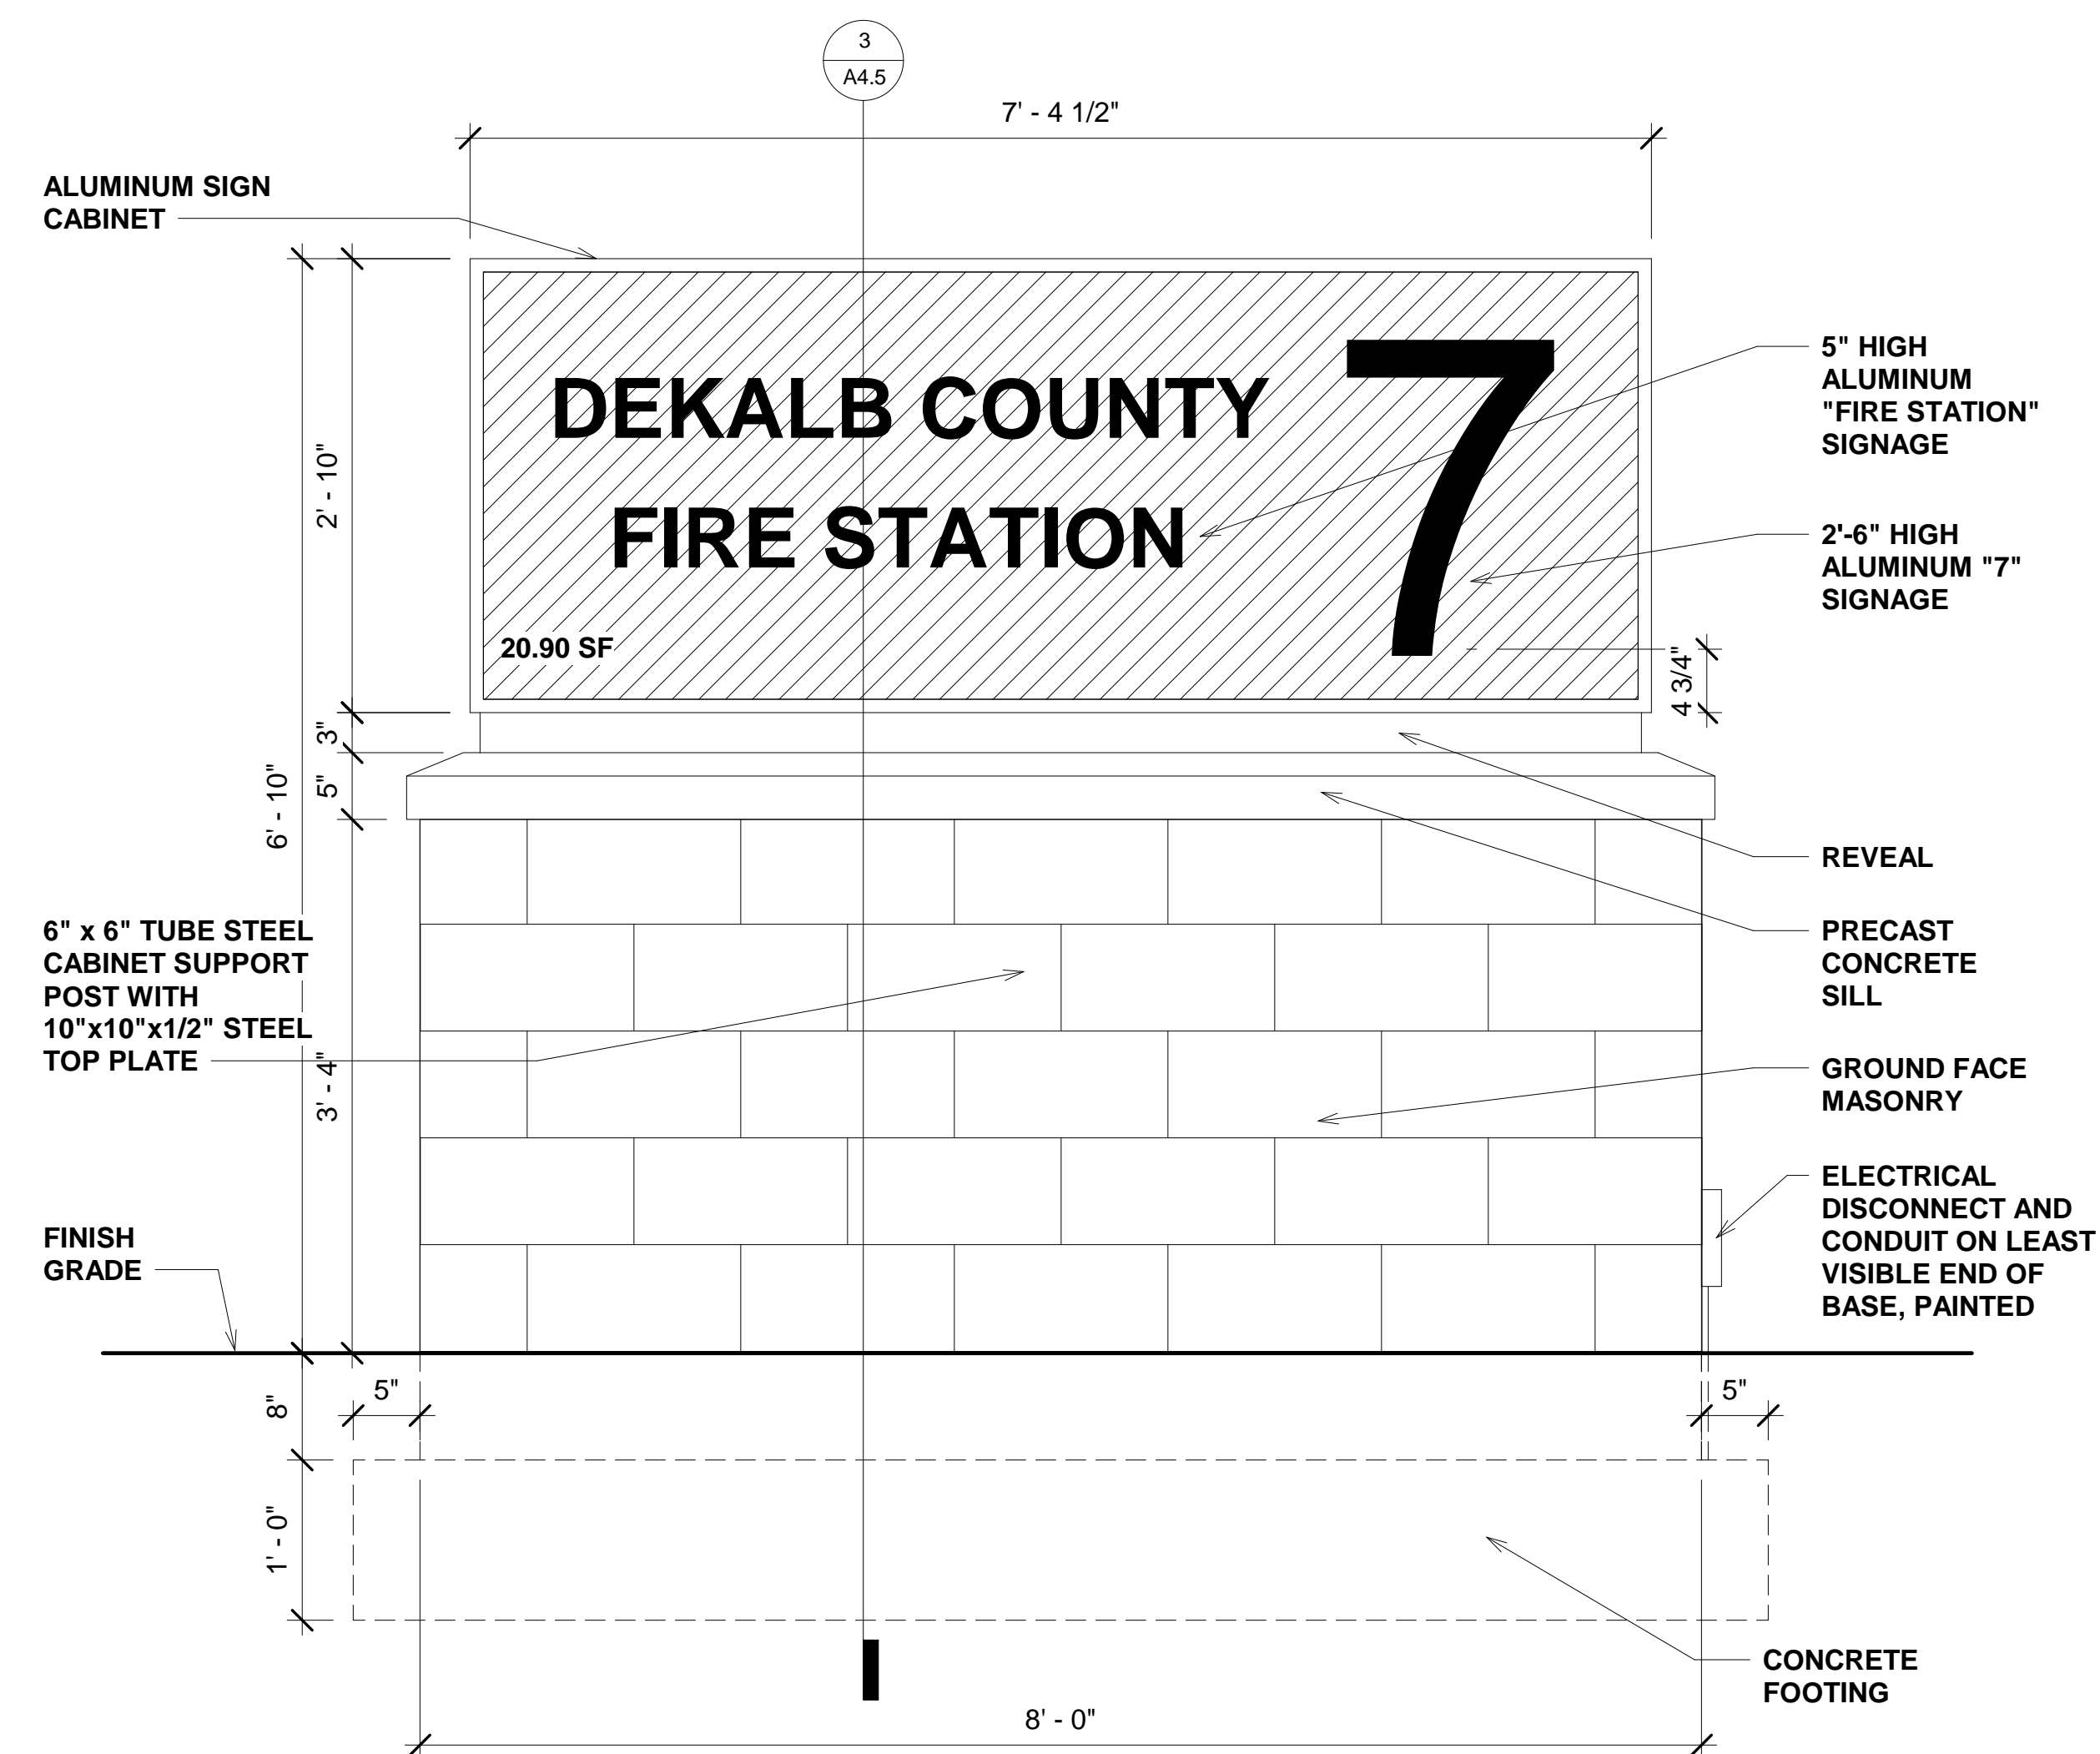 3
A4.5
7' - 4 1/2"
ALUMINUM SIGN
CABINET
DEKALB COUNTY
FIRE STATION
7
20.90 SF
5" HIGH
ALUMINUM
"FIRE STATION"
SIGNAGE
2'-6" HIGH
ALUMINUM "7"
SIGNAGE
2' - 10"
4 3/4"
3"
5"
6' - 10"
REVEAL
PRECAST
CONCRETE
SILL
6" x 6" TUBE STEEL
CABINET SUPPORT
POST WITH
10"x10"x1/2" STEEL
TOP PLATE
3' - 4"
GROUND FACE
MASONRY
ELECTRICAL
DISCONNECT AND
CONDUIT ON LEAST
VISIBLE END OF
BASE, PAINTED
FINISH
GRADE
5"
5"
8"
1' - 0"
CONCRETE
FOOTING
8' - 0"